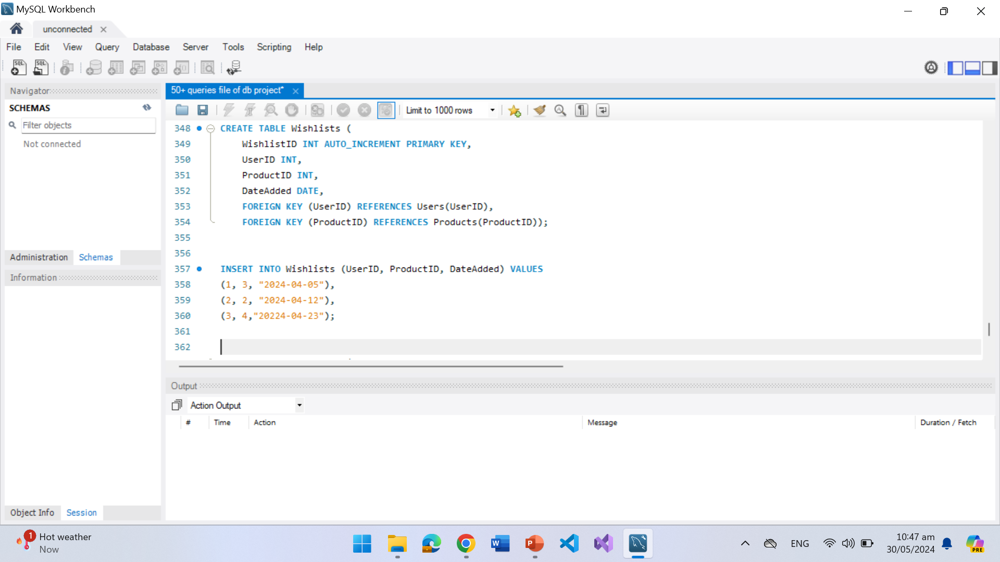 MySQL Workbench
unconnected
File Edit View Query Database Server Tools Scripting Help
SQL SQL
Navigator
SCHEMAS
Filter objects
Not connected
Administration Schemas
Information
Object Info Session
50+ queries file of db project*
Limit to 1000 rows
348 CREATE TABLE Wishlists (
349 WishlistID INT AUTO_INCREMENT PRIMARY KEY,
350 UserID INT,
351 ProductID INT,
352 DateAdded DATE,
353 FOREIGN KEY (UserID) REFERENCES Users(UserID),
354 FOREIGN KEY (ProductID) REFERENCES Products(ProductID));
355
356
357 INSERT INTO Wishlists (UserID, ProductID, DateAdded) VALUES
358 (1, 3, "2024-04-05"),
359 (2, 2, "2024-04-12"),
360 (3, 4,"20224-04-23");
361
362
Output
Action Output
# Time Action Message Duration / Fetch
1 Hot weather
Now
W P
ENG
10:47 am
30/05/2024
PRE